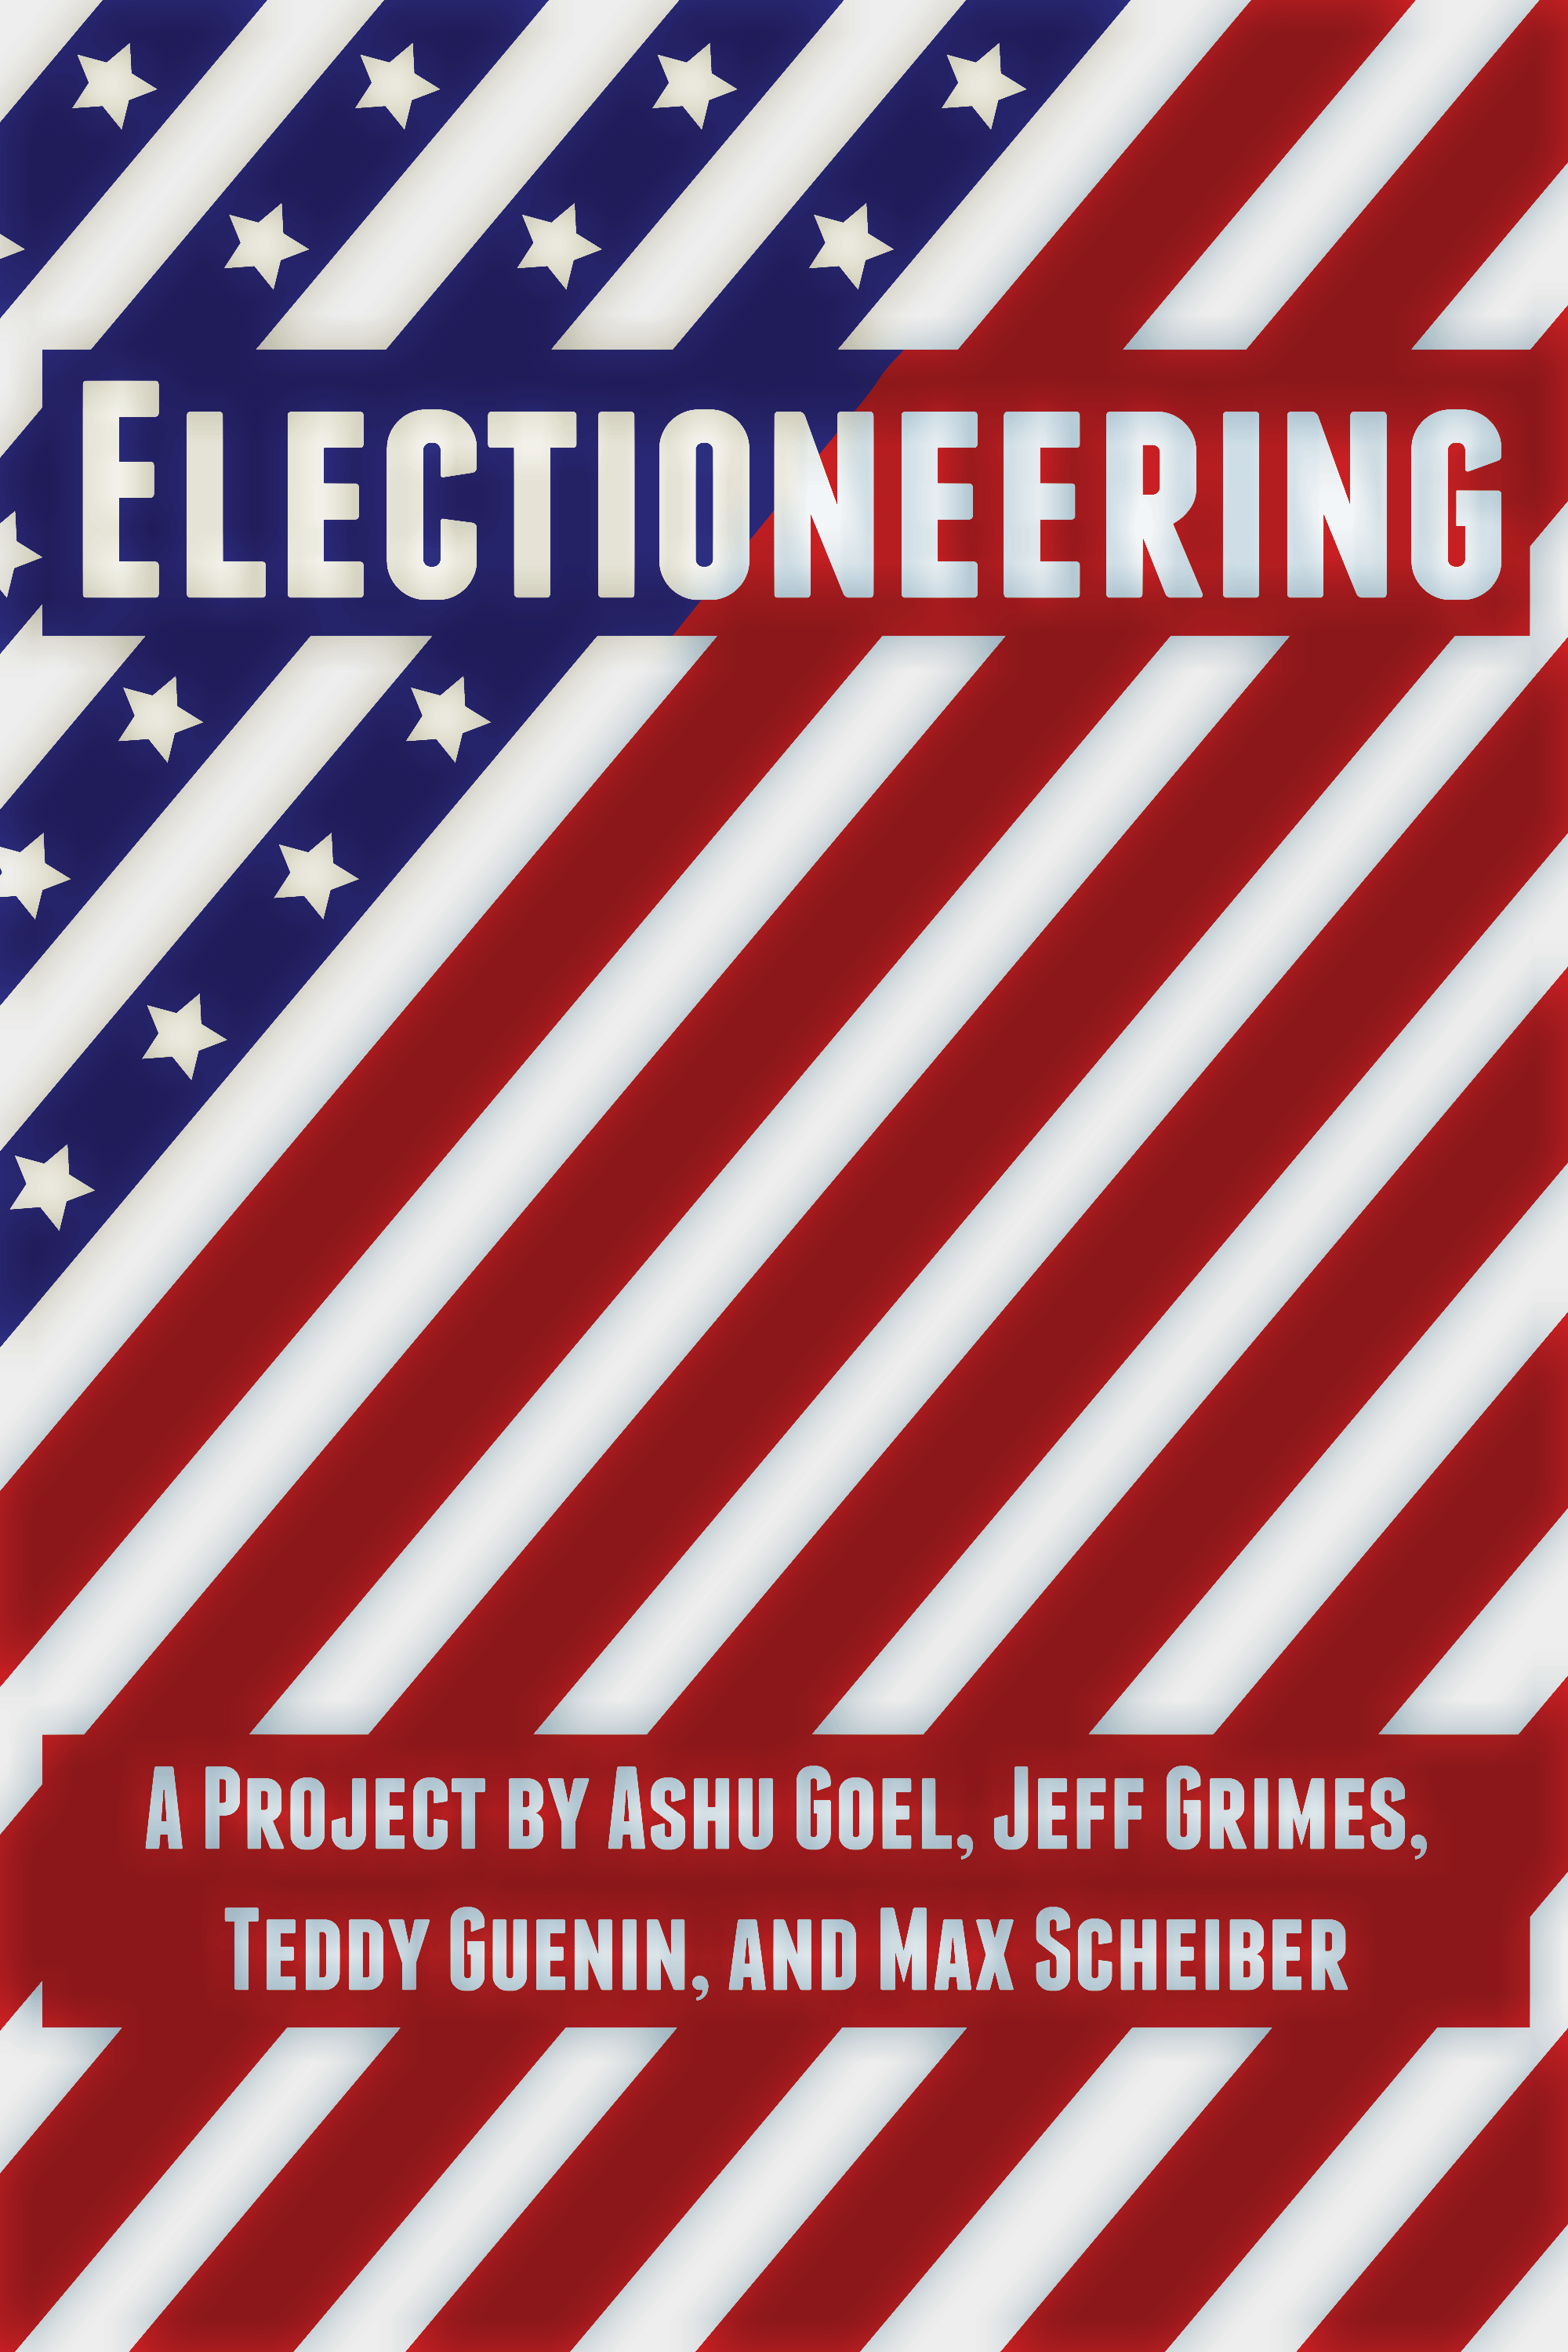 Electioneering
A Project by Ashu Goel, Jeff Grimes,
Teddy Guenin, and Max Scheiber